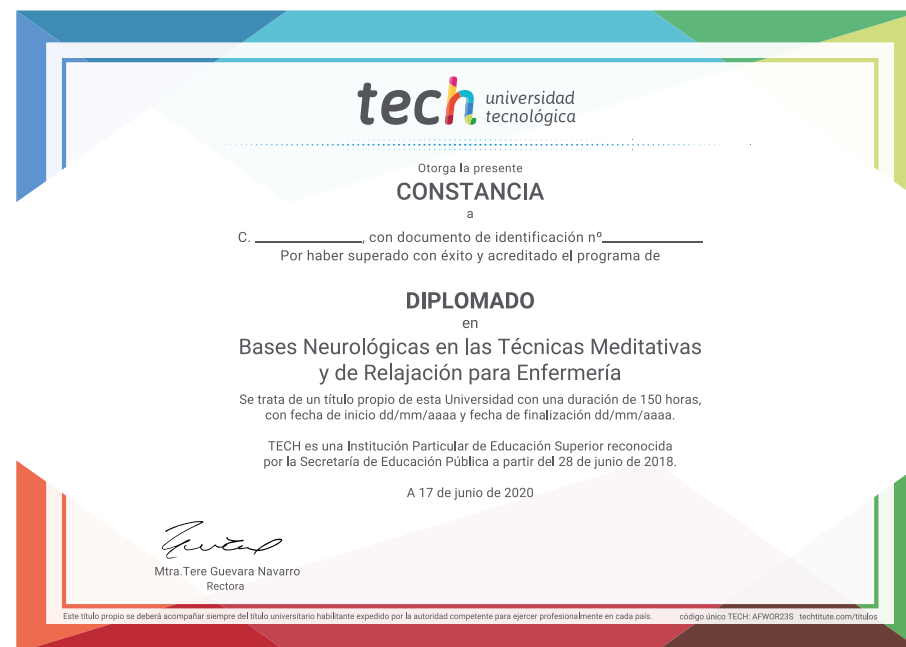 tech universidad
tecnológica
Otorga la presente
CONSTANCIA
a
C. ______________, con documento de identificación nº_____________
Por haber superado con éxito y acreditado el programa de
DIPLOMADO
en
Bases Neurológicas en las Técnicas Meditativas
y de Relajación para Enfermería
Se trata de un título propio de esta Universidad con una duración de 150 horas,
con fecha de inicio dd/mm/aaaa y fecha de finalización dd/mm/aaaa.
TECH es una Institución Particular de Educación Superior reconocida
por la Secretaría de Educación Pública a partir del 28 de junio de 2018.
A 17 de junio de 2020
Mtra.Tere Guevara Navarro
Rectora
Este título propio se deberá acompañar siempre del título universitario habilitante expedido por la autoridad competente para ejercer profesionalmente en cada país. código único TECH: AFWOR23S techtitute.com/titulos